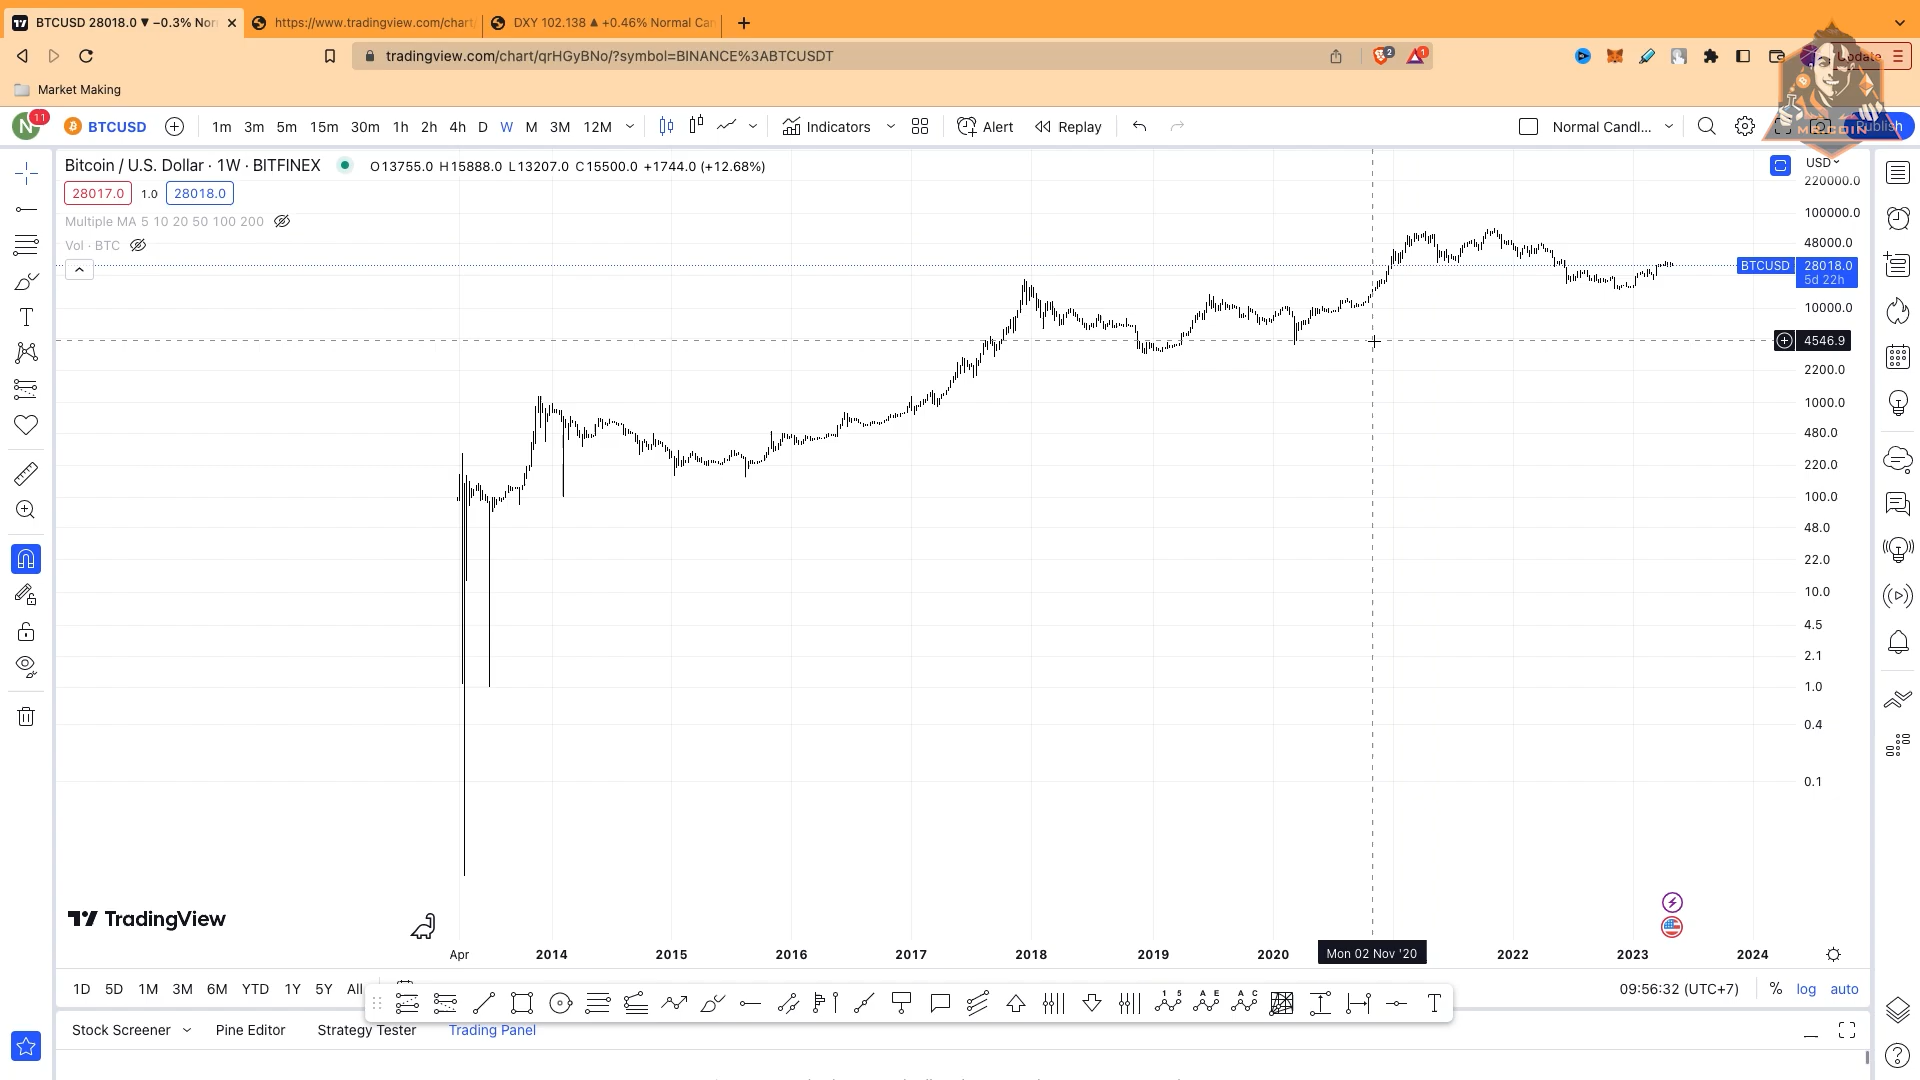 BTCUSD 28018.0 ▼ −0.3% Nor
https://www.tradingview.com/chart
DXY 102.138 ▲ +0.46% Normal Can
tradingview.com/chart/qrHGyBNo/?symbol=BINANCE%3ABTCUSDT
2
1
Update
Market Making
N
11
BTCUSD
1m 3m 5m 15m 30m 1h 2h 4h D W M 3M 12M
Indicators
Alert
Replay
Normal Candl...
Publish
Bitcoin / U.S. Dollar · 1W · BITFINEX
O13755.0 H15888.0 L13207.0 C15500.0 +1744.0 (+12.68%)
USD
28017.0 1.0 28018.0
Multiple MA 5 10 20 50 100 200
Vol · BTC
220000.0
100000.0
48000.0
BTCUSD 28018.0
5d 22h
10000.0
4546.9
2200.0
1000.0
480.0
220.0
100.0
48.0
22.0
10.0
4.5
2.1
1.0
0.4
0.1
TradingView
Apr 2014 2015 2016 2017 2018 2019 2020 Mon 02 Nov '20 2022 2023 2024
1D 5D 1M 3M 6M YTD 1Y 5Y All
09:56:32 (UTC+7) % log auto
Stock Screener Pine Editor Strategy Tester Trading Panel